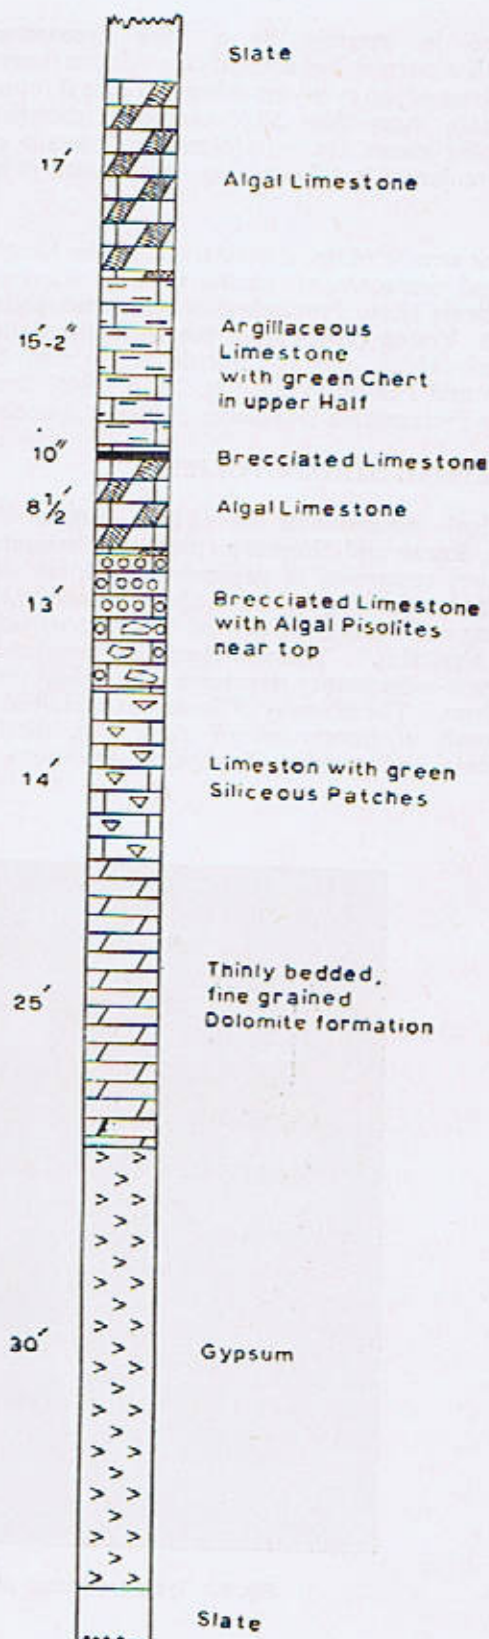 Slate
17′
Algal Limestone
15′-2″
Argillaceous
Limestone
with green Chert
in upper Half
10″
Brecciated Limestone
8½′
Algal Limestone
13′
Brecciated Limestone
with Algal Pisolites
near top
14′
Limeston with green
Siliceous Patches
25′
Thinly bedded,
fine grained
Dolomite formation
30′
Gypsum
Slate